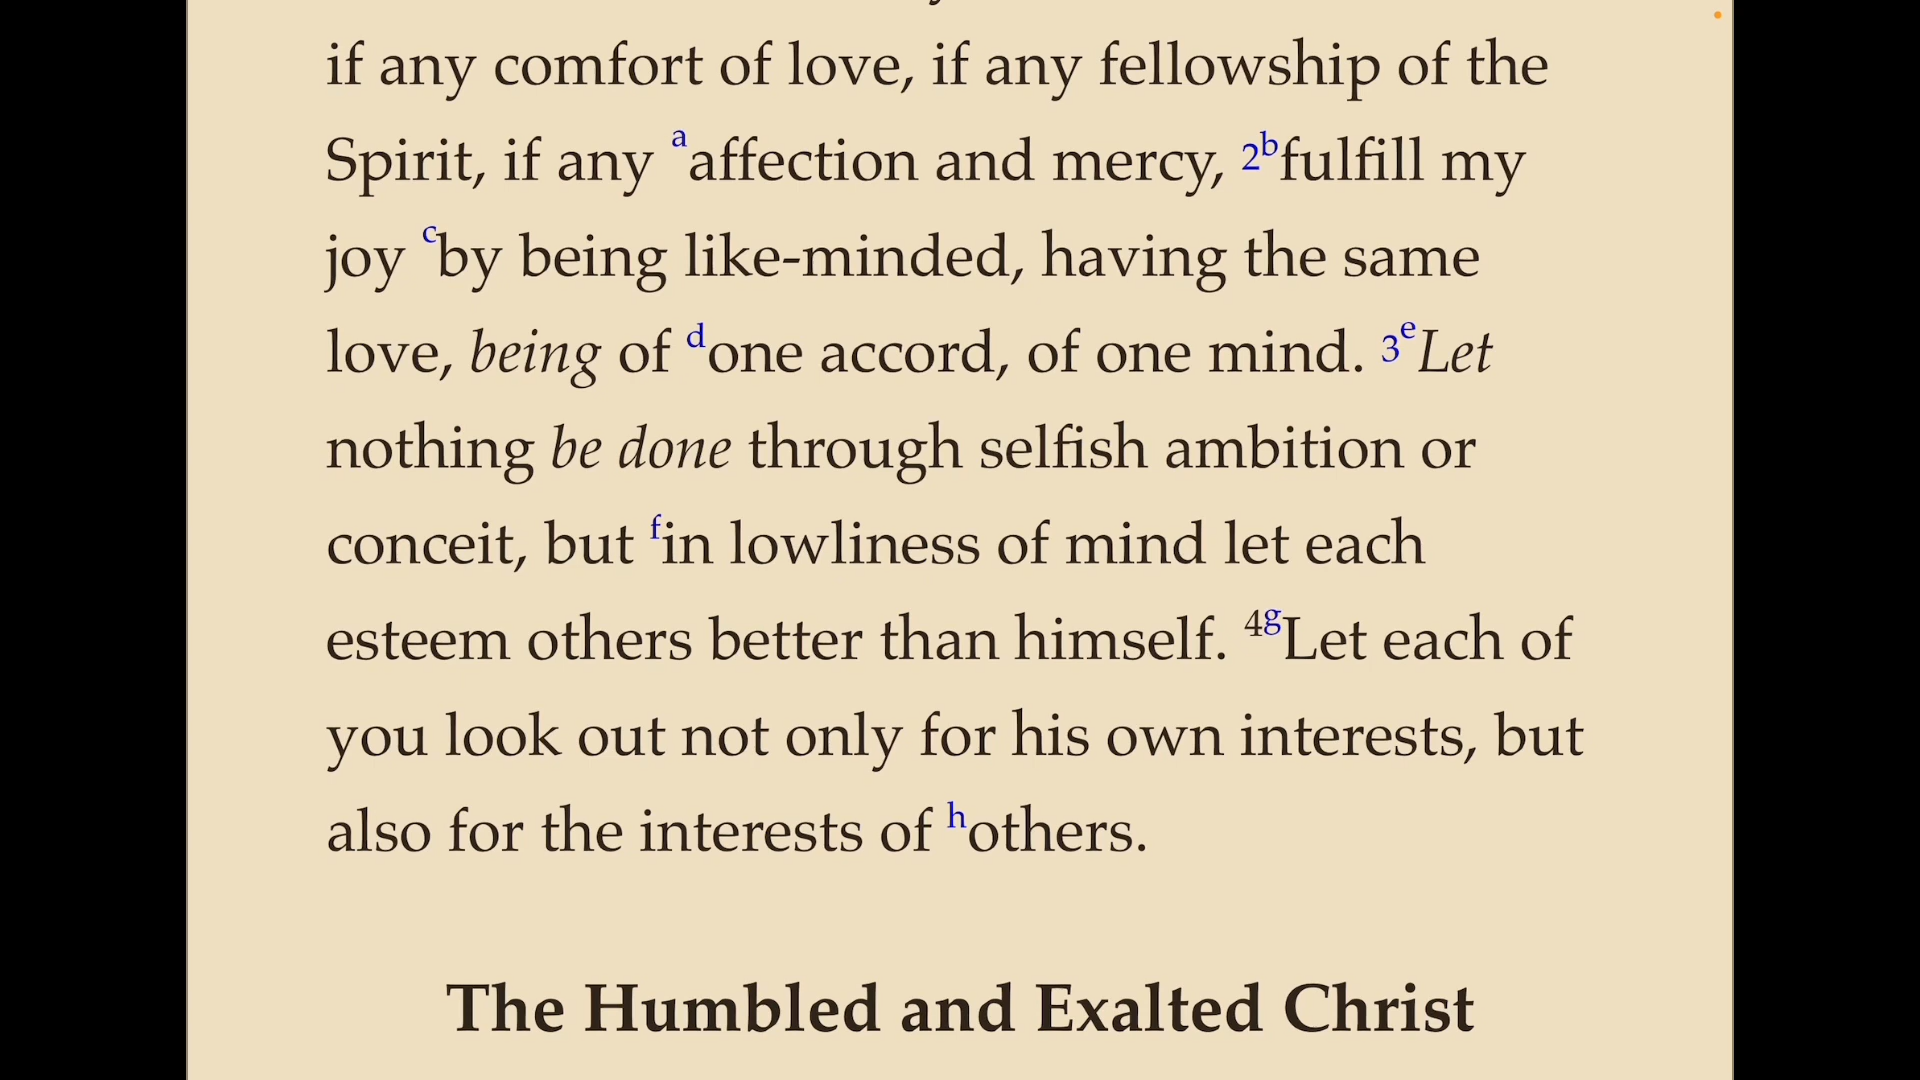 if any comfort of love, if any fellowship of the
Spirit, if any ᵃaffection and mercy, 2ᵇfulfill my
joy ᶜby being like-minded, having the same
love, being of ᵈone accord, of one mind. 3ᵉLet
nothing be done through selfish ambition or
conceit, but ᶠin lowliness of mind let each
esteem others better than himself. 4ᵍLet each of
you look out not only for his own interests, but
also for the interests of ʰothers.
The Humbled and Exalted Christ